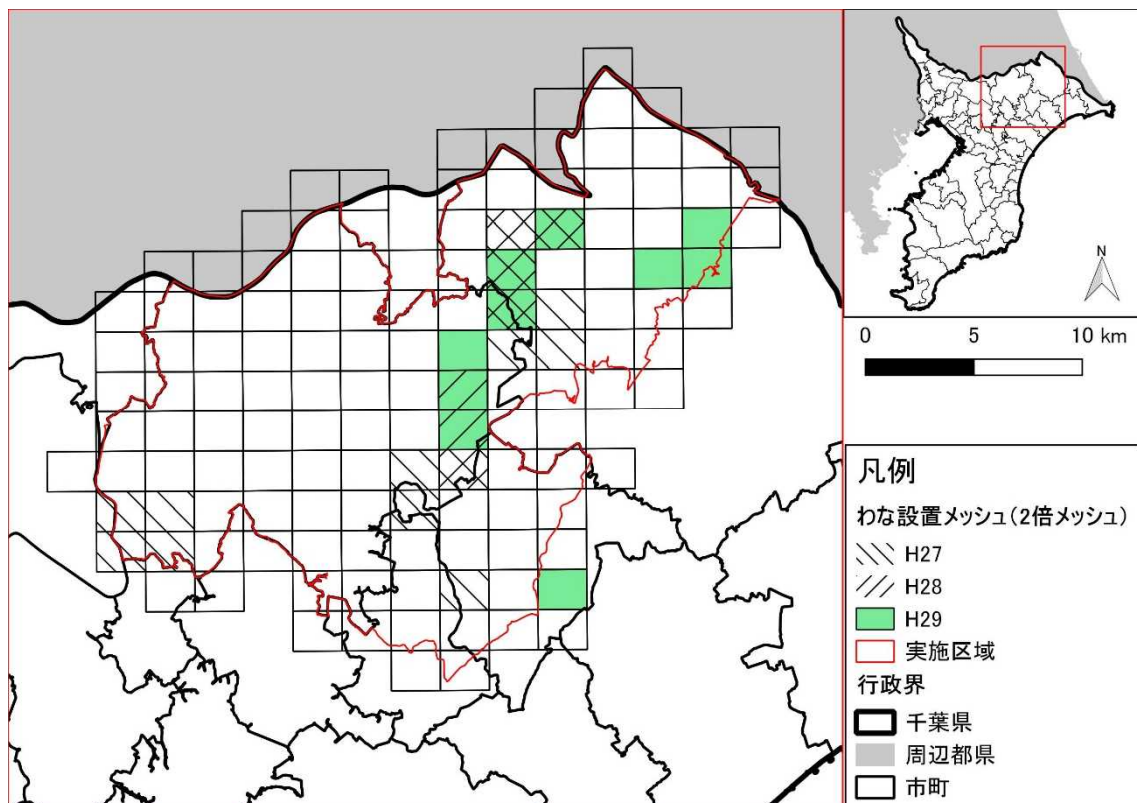 N
0 5 10 km
凡例
わな設置メッシュ(2倍メッシュ)
H27
H28
H29
実施区域
行政界
千葉県
周辺都県
市町